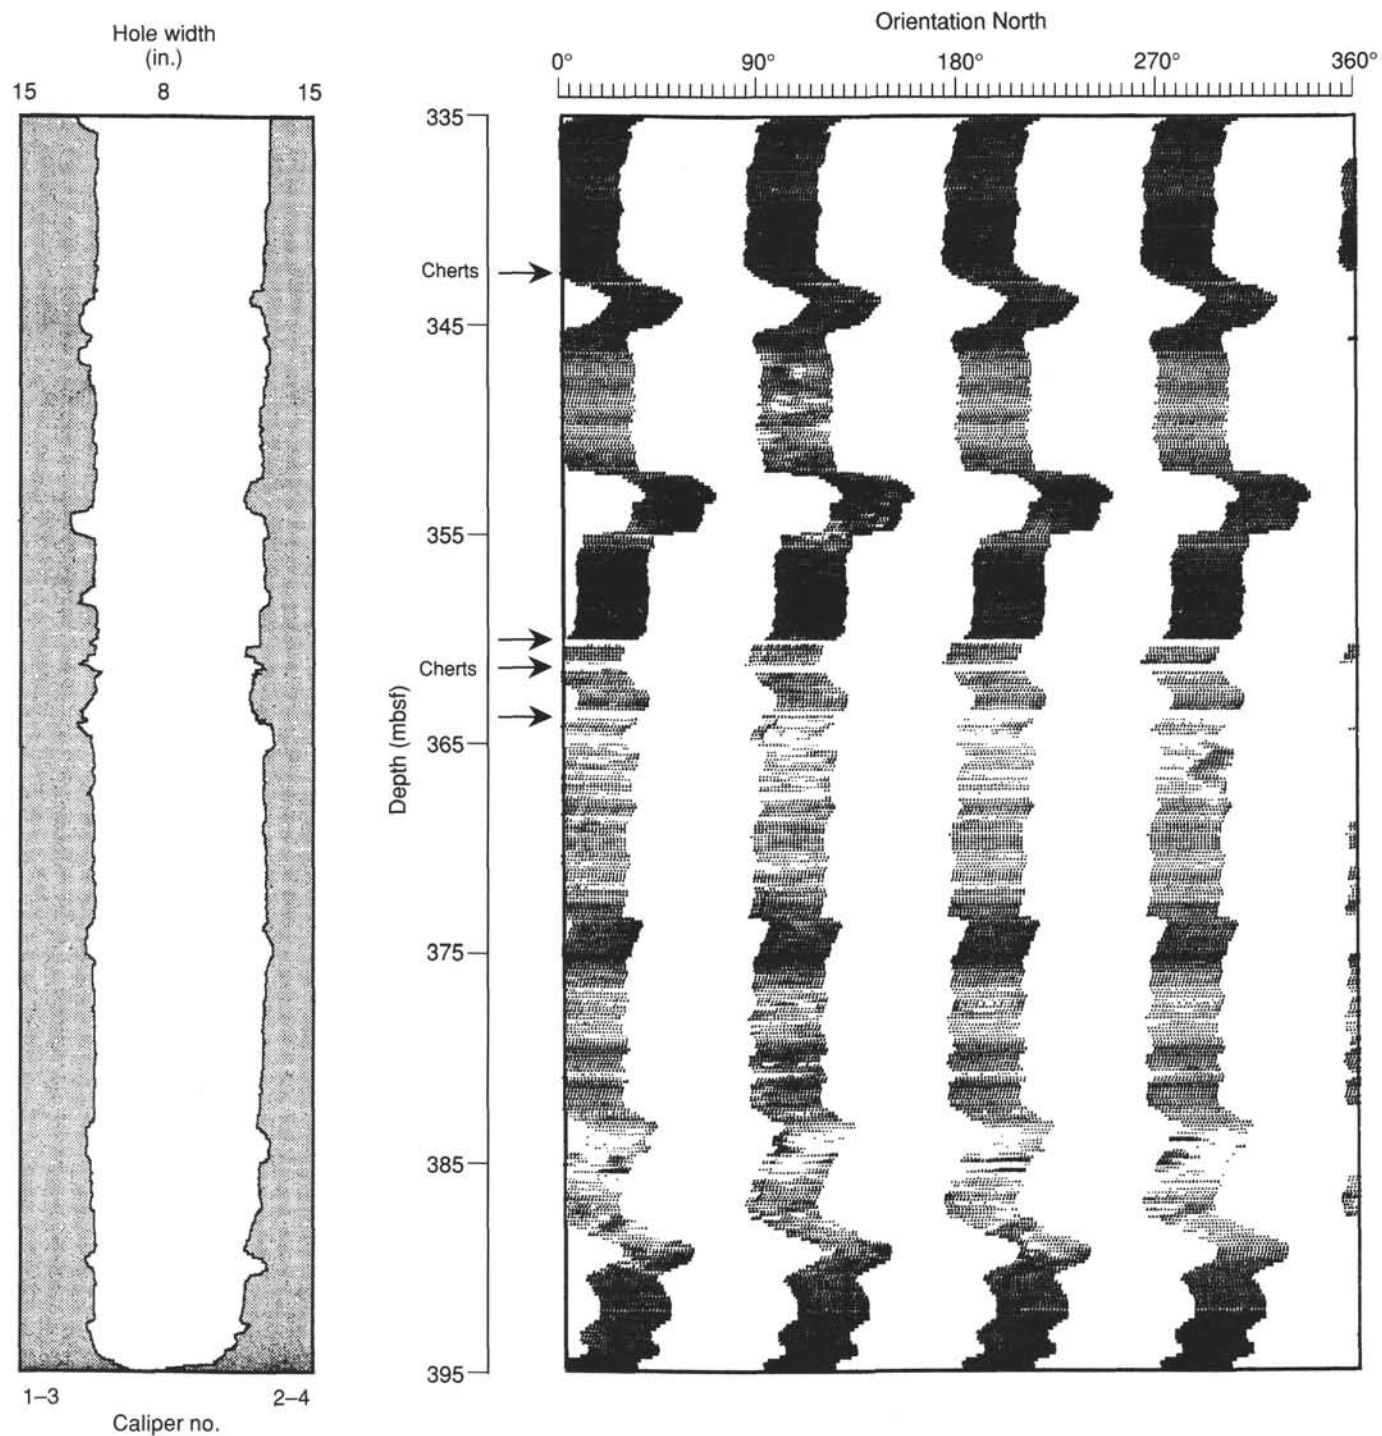 Hole width
(in.)
15 8 15
Orientation North
0° 90° 180° 270° 360°
335
Cherts
345
355
Cherts
365
Depth (mbsf)
375
385
395
1–3 2–4
Caliper no.